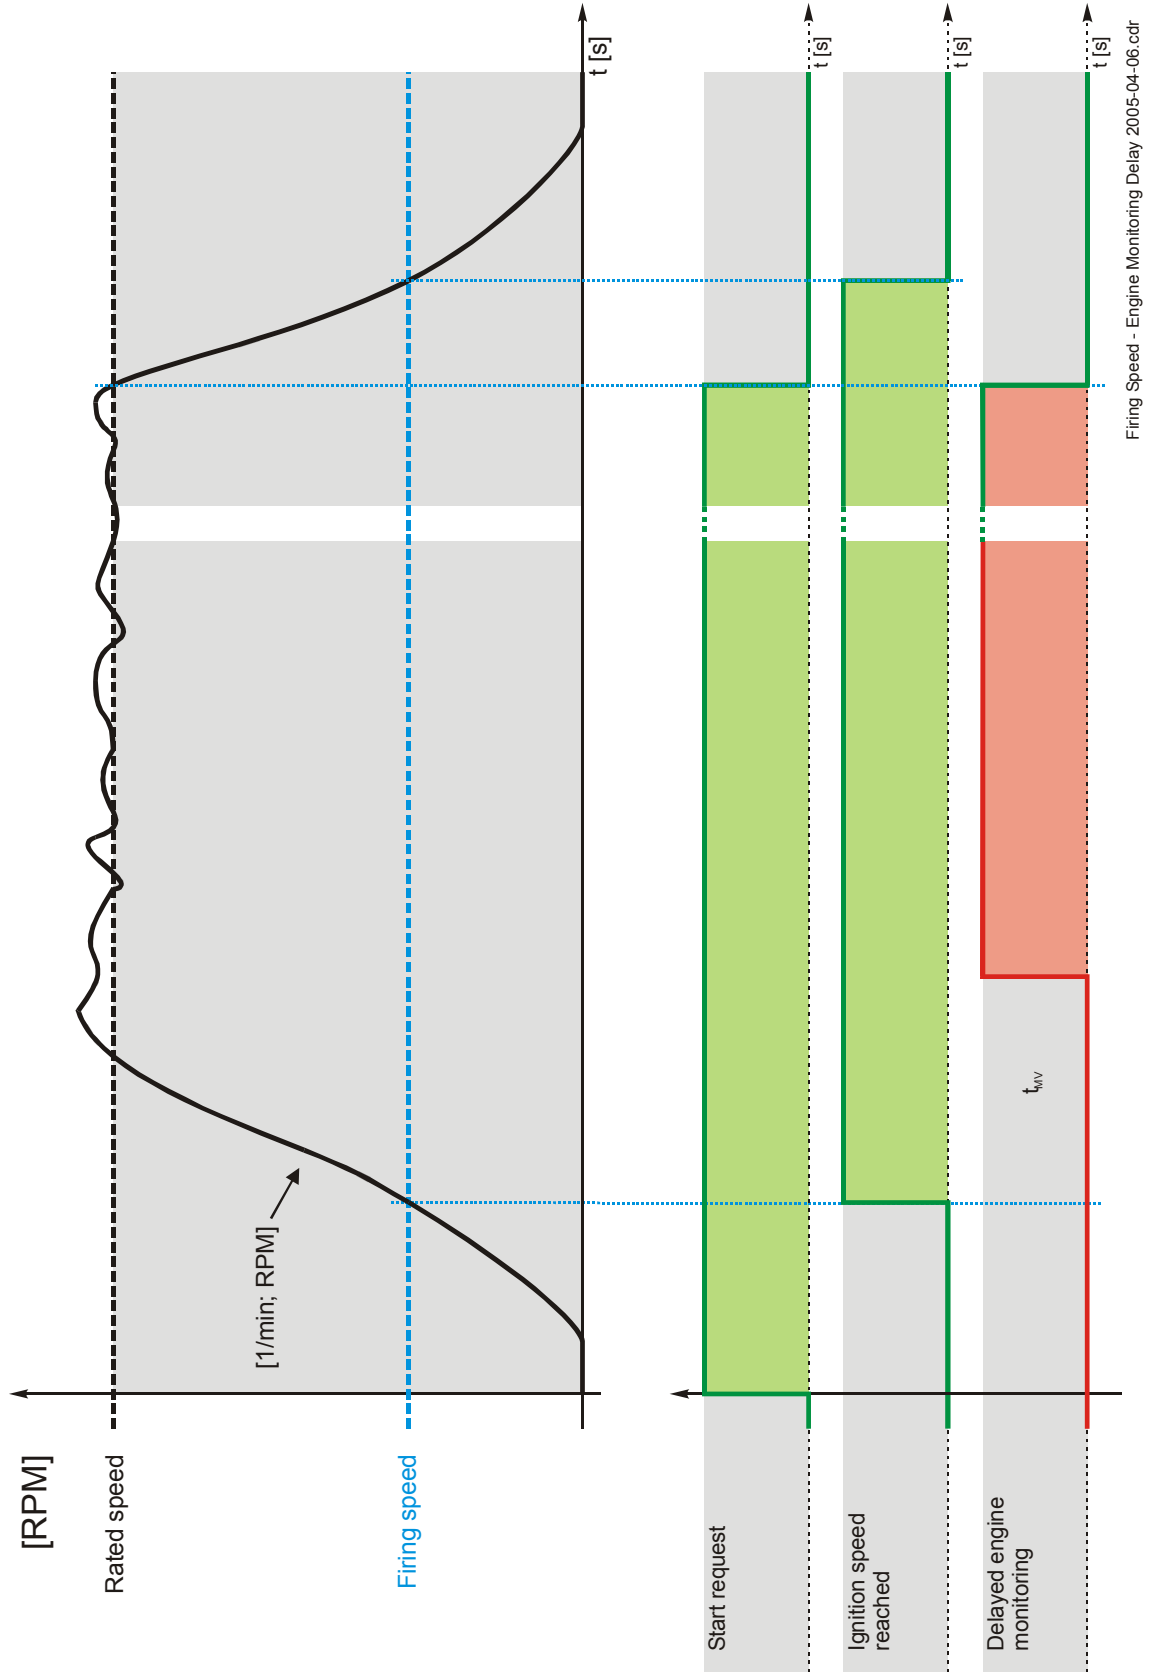 [RPM]
Rated speed
[1/min; RPM]
Firing speed
t [s]
Start request
t [s]
Ignition speed
reached
t [s]
Delayed engine
monitoring
tMV
t [s]
Firing Speed - Engine Monitoring Delay 2005-04-06.cdr